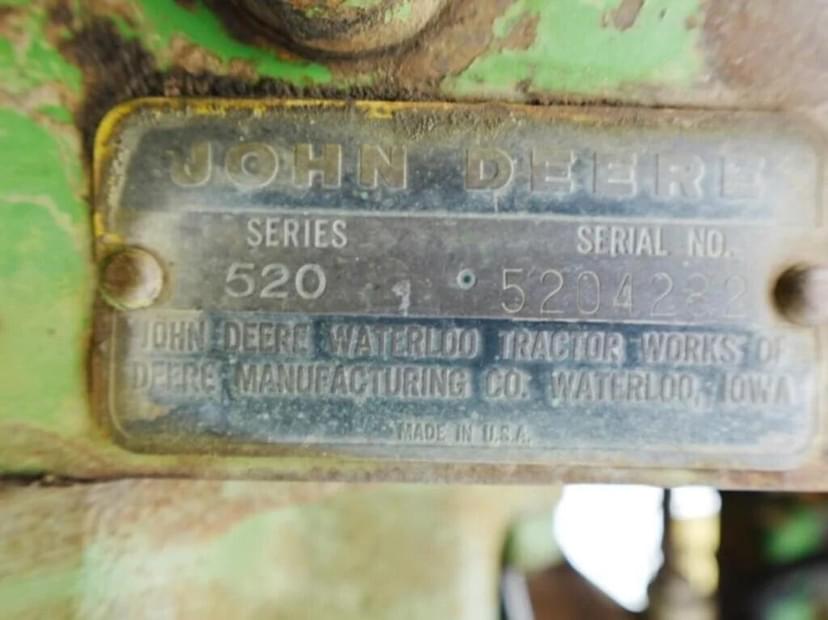 JOHN DEERE
SERIES SERIAL NO.
520 5204282
JOHN DEERE WATERLOO TRACTOR WORKS OF
DEERE MANUFACTURING CO. WATERLOO, IOWA
MADE IN U.S.A.